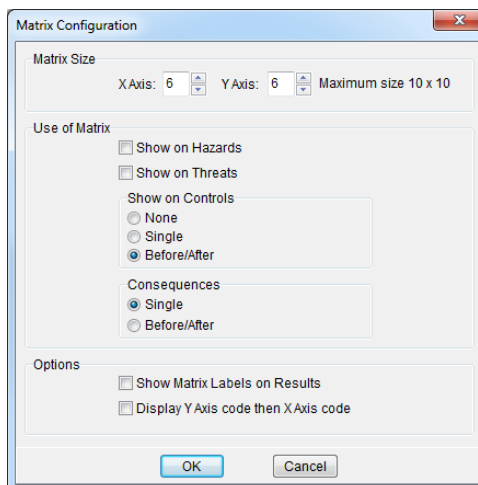 Matrix Configuration
Matrix Size
X Axis: 6 Y Axis: 6 Maximum size 10 x 10
Use of Matrix
Show on Hazards
Show on Threats
Show on Controls
None
Single
Before/After
Consequences
Single
Before/After
Options
Show Matrix Labels on Results
Display Y Axis code then X Axis code
OK Cancel